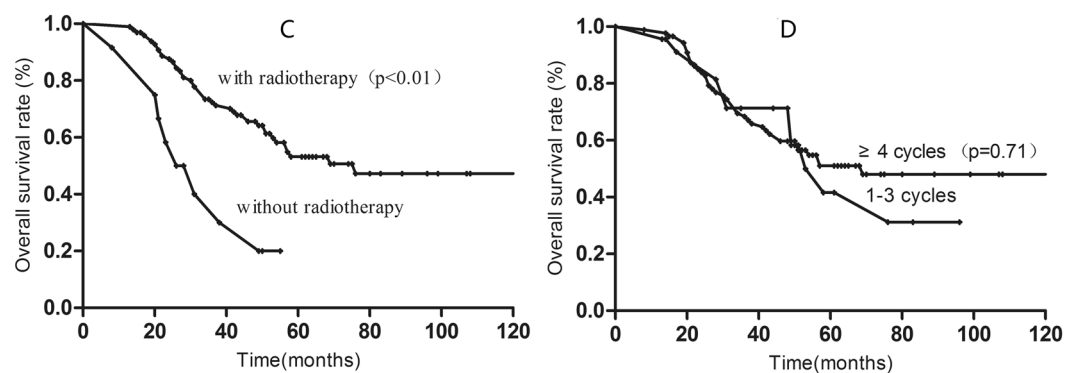 C
Overall survival rate (%)
1.0
0.8
0.6
0.4
0.2
0.0
with radiotherapy（p<0.01）
without radiotherapy
0 20 40 60 80 100 120
Time(months)
D
Overall survival rate (%)
1.0
0.8
0.6
0.4
0.2
0.0
≥ 4 cycles （p=0.71）
1-3 cycles
0 20 40 60 80 100 120
Time(months)